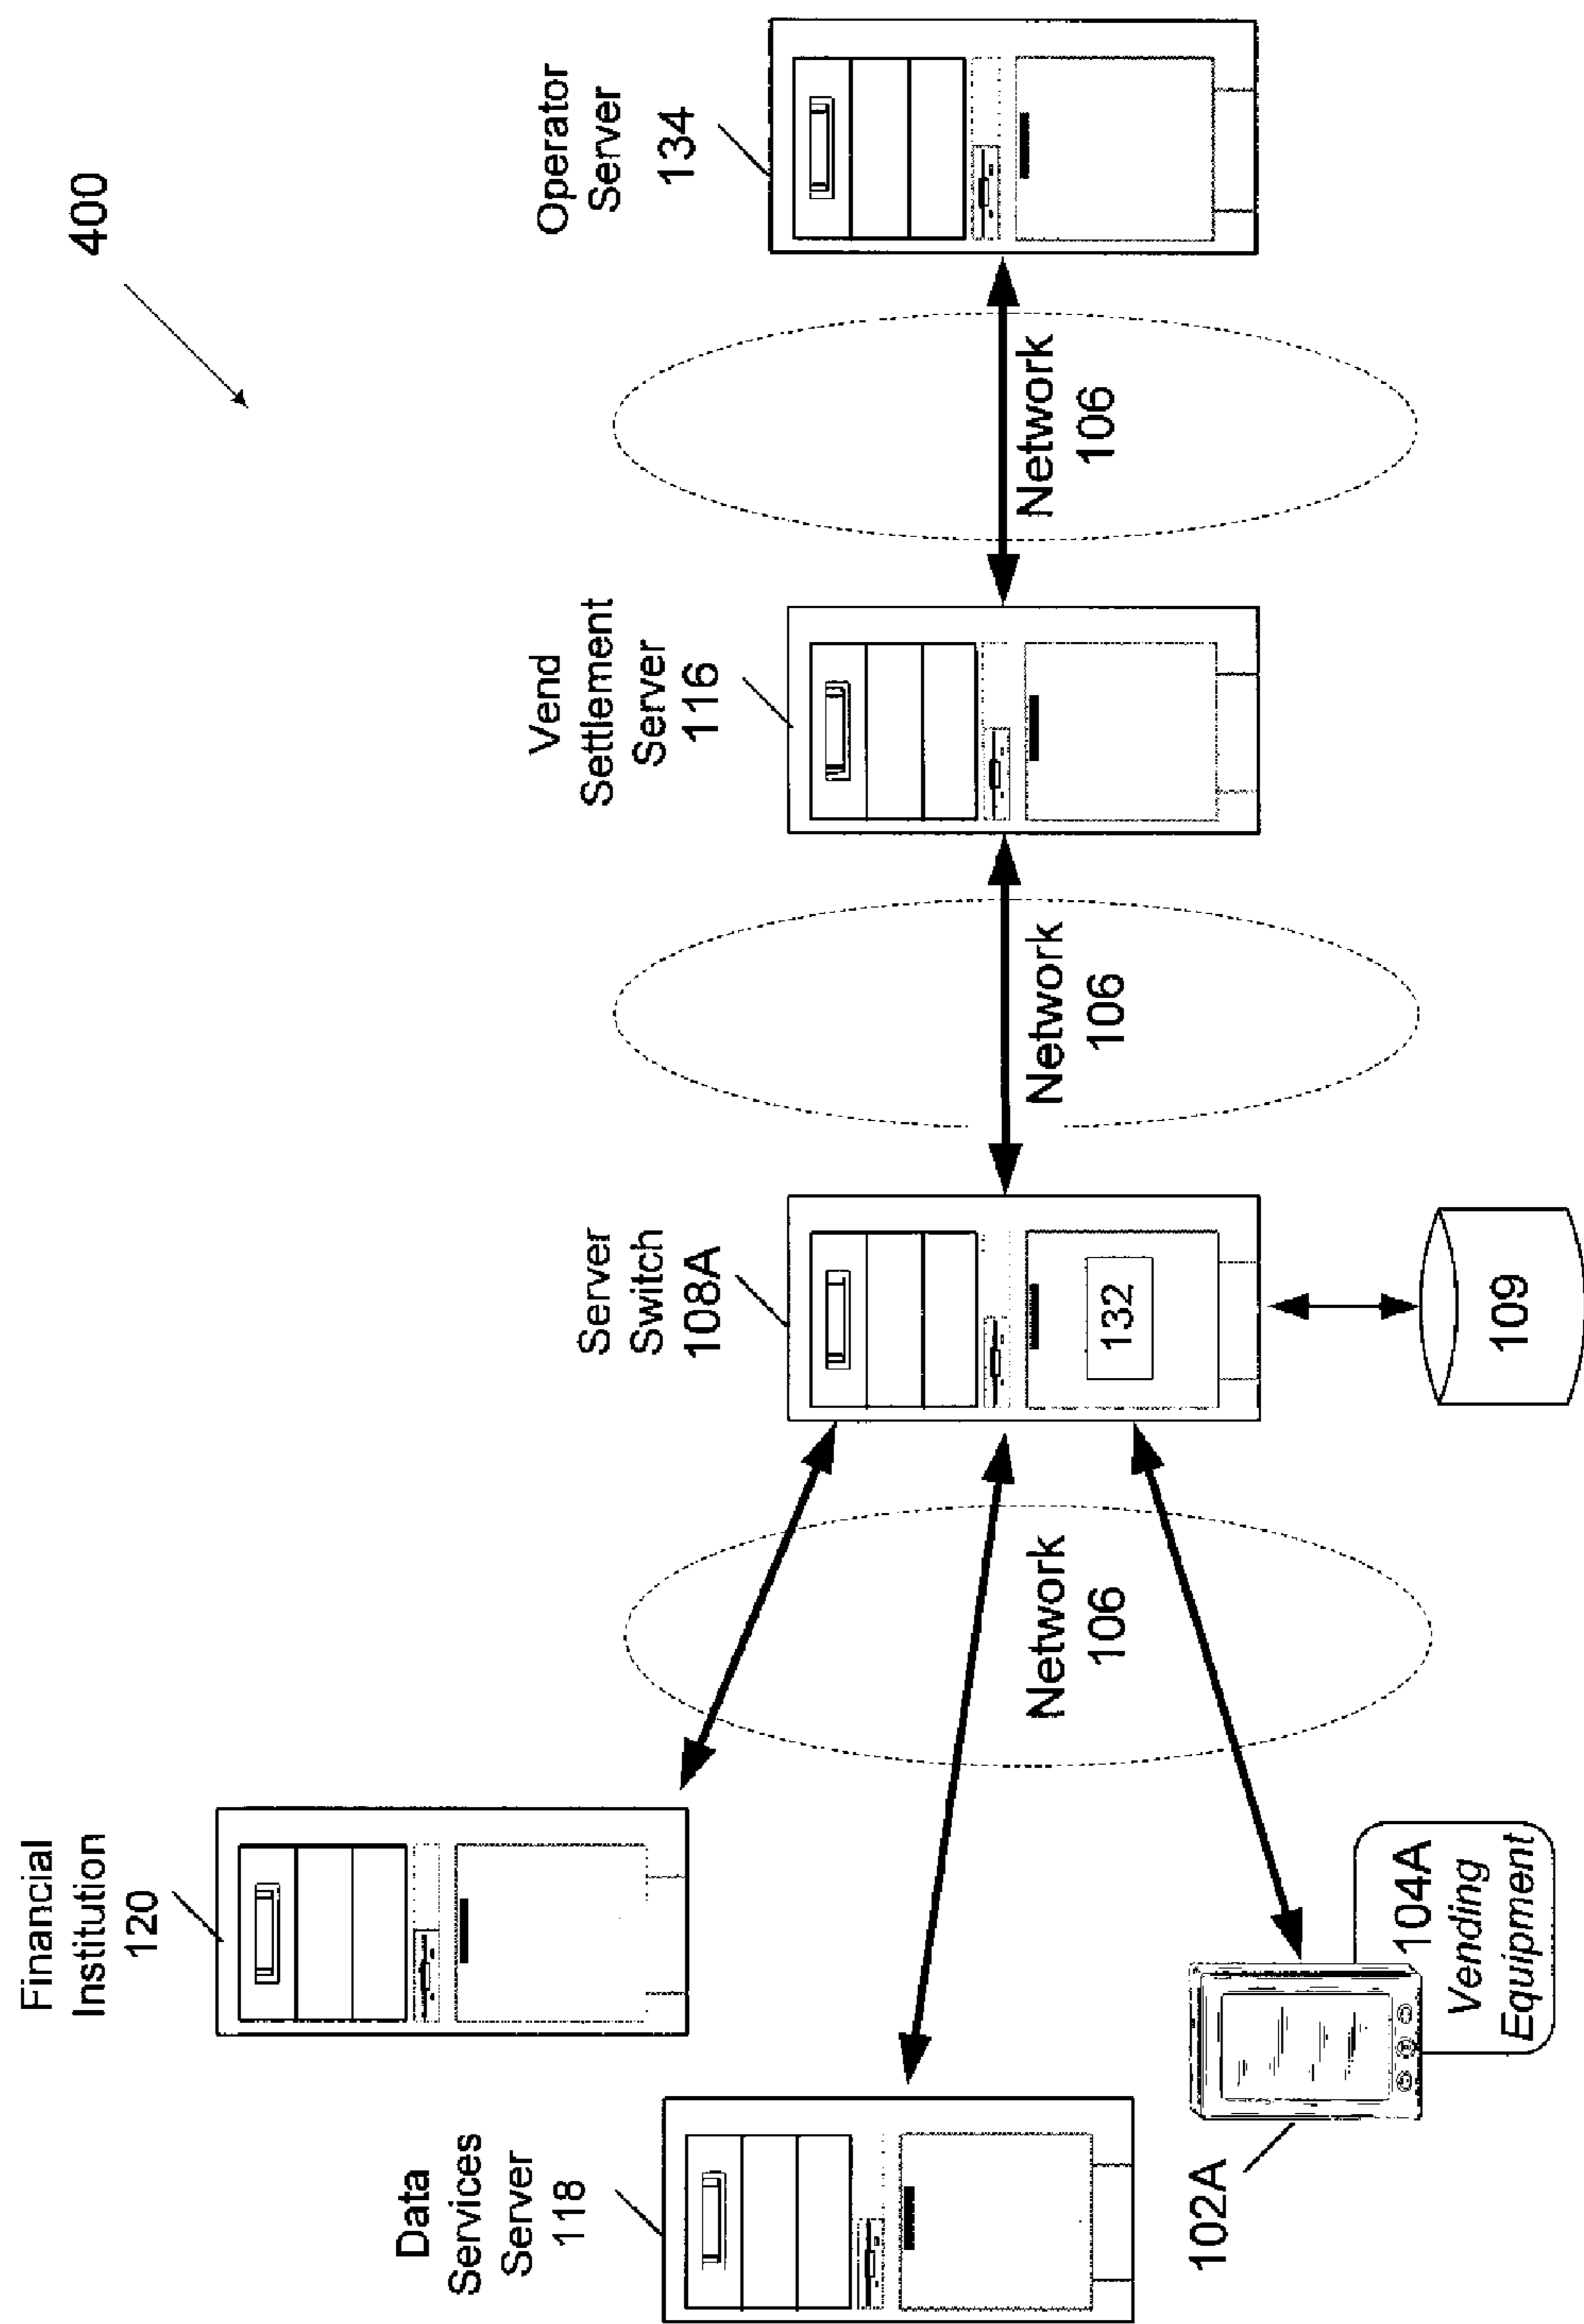 400
Financial
Institution
120
Data
Services
Server
118
102A
104A
Vending
Equipment
Network
106
Server
Switch
108A
132
109
Network
106
Vend
Settlement
Server
116
Network
106
Operator
Server
134